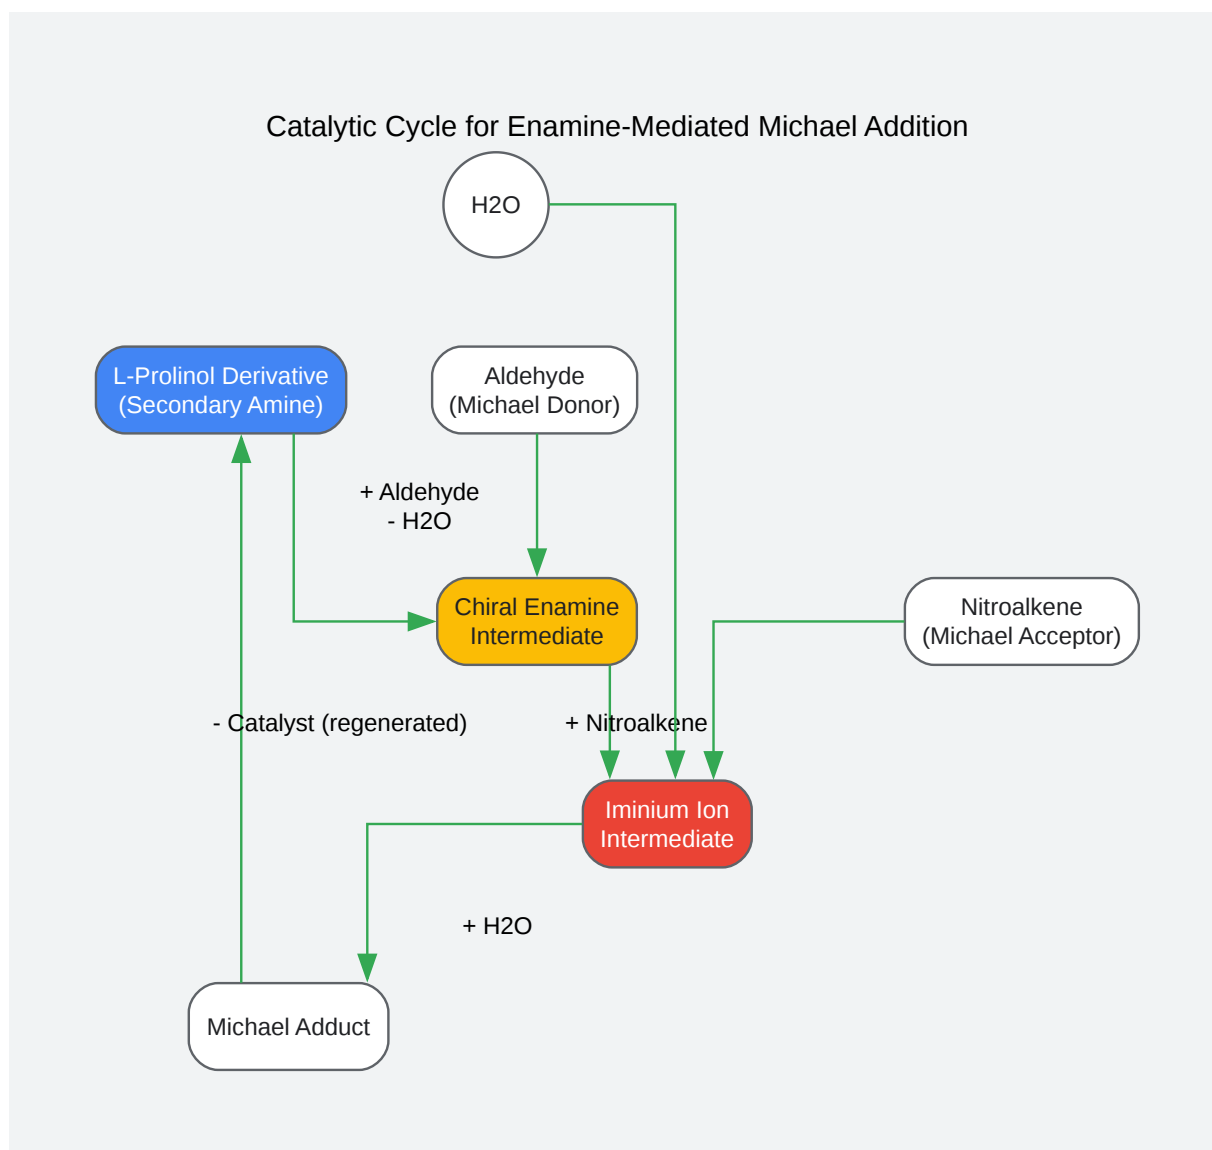 Catalytic Cycle for Enamine-Mediated Michael Addition
H2O
L-Prolinol Derivative
(Secondary Amine)
Aldehyde
(Michael Donor)
+ Aldehyde
- H2O
Chiral Enamine
Intermediate
Nitroalkene
(Michael Acceptor)
- Catalyst (regenerated)
+ Nitroalkene
Iminium Ion
Intermediate
+ H2O
Michael Adduct